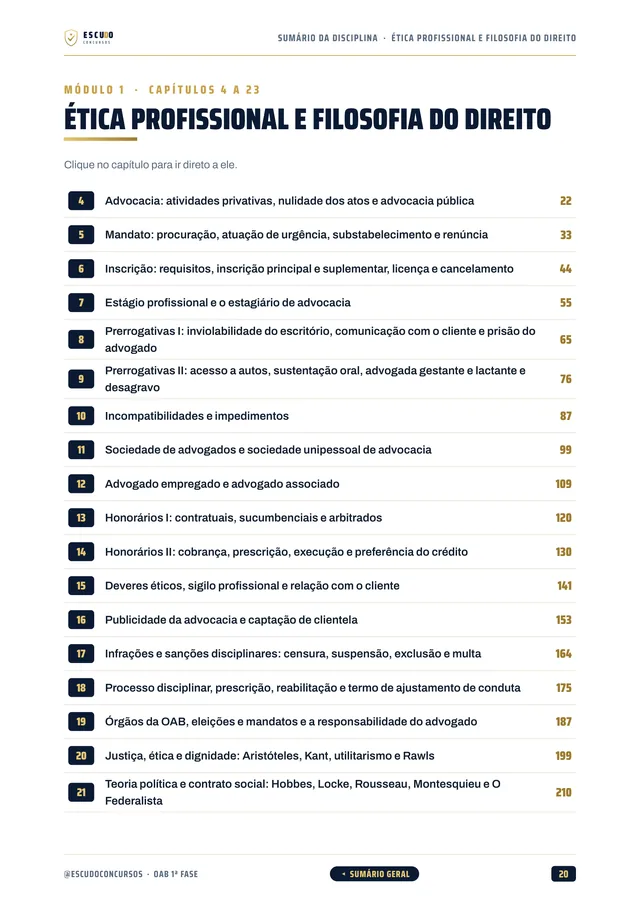 ESCUDO
CONCURSOS
SUMÁRIO DA DISCIPLINA · ÉTICA PROFISSIONAL E FILOSOFIA DO DIREITO
MÓDULO 1 · CAPÍTULOS 4 A 23
ÉTICA PROFISSIONAL E FILOSOFIA DO DIREITO
Clique no capítulo para ir direto a ele.
4 Advocacia: atividades privativas, nulidade dos atos e advocacia pública 22
5 Mandato: procuração, atuação de urgência, substabelecimento e renúncia 33
6 Inscrição: requisitos, inscrição principal e suplementar, licença e cancelamento 44
7 Estágio profissional e o estagiário de advocacia 55
8 Prerrogativas I: inviolabilidade do escritório, comunicação com o cliente e prisão do
advogado 65
9 Prerrogativas II: acesso a autos, sustentação oral, advogada gestante e lactante e
desagravo 76
10 Incompatibilidades e impedimentos 87
11 Sociedade de advogados e sociedade unipessoal de advocacia 99
12 Advogado empregado e advogado associado 109
13 Honorários I: contratuais, sucumbenciais e arbitrados 120
14 Honorários II: cobrança, prescrição, execução e preferência do crédito 130
15 Deveres éticos, sigilo profissional e relação com o cliente 141
16 Publicidade da advocacia e captação de clientela 153
17 Infrações e sanções disciplinares: censura, suspensão, exclusão e multa 164
18 Processo disciplinar, prescrição, reabilitação e termo de ajustamento de conduta 175
19 Órgãos da OAB, eleições e mandatos e a responsabilidade do advogado 187
20 Justiça, ética e dignidade: Aristóteles, Kant, utilitarismo e Rawls 199
21 Teoria política e contrato social: Hobbes, Locke, Rousseau, Montesquieu e O
Federalista 210
@ESCUDOCONCURSOS · OAB 1ª FASE
SUMÁRIO GERAL
20